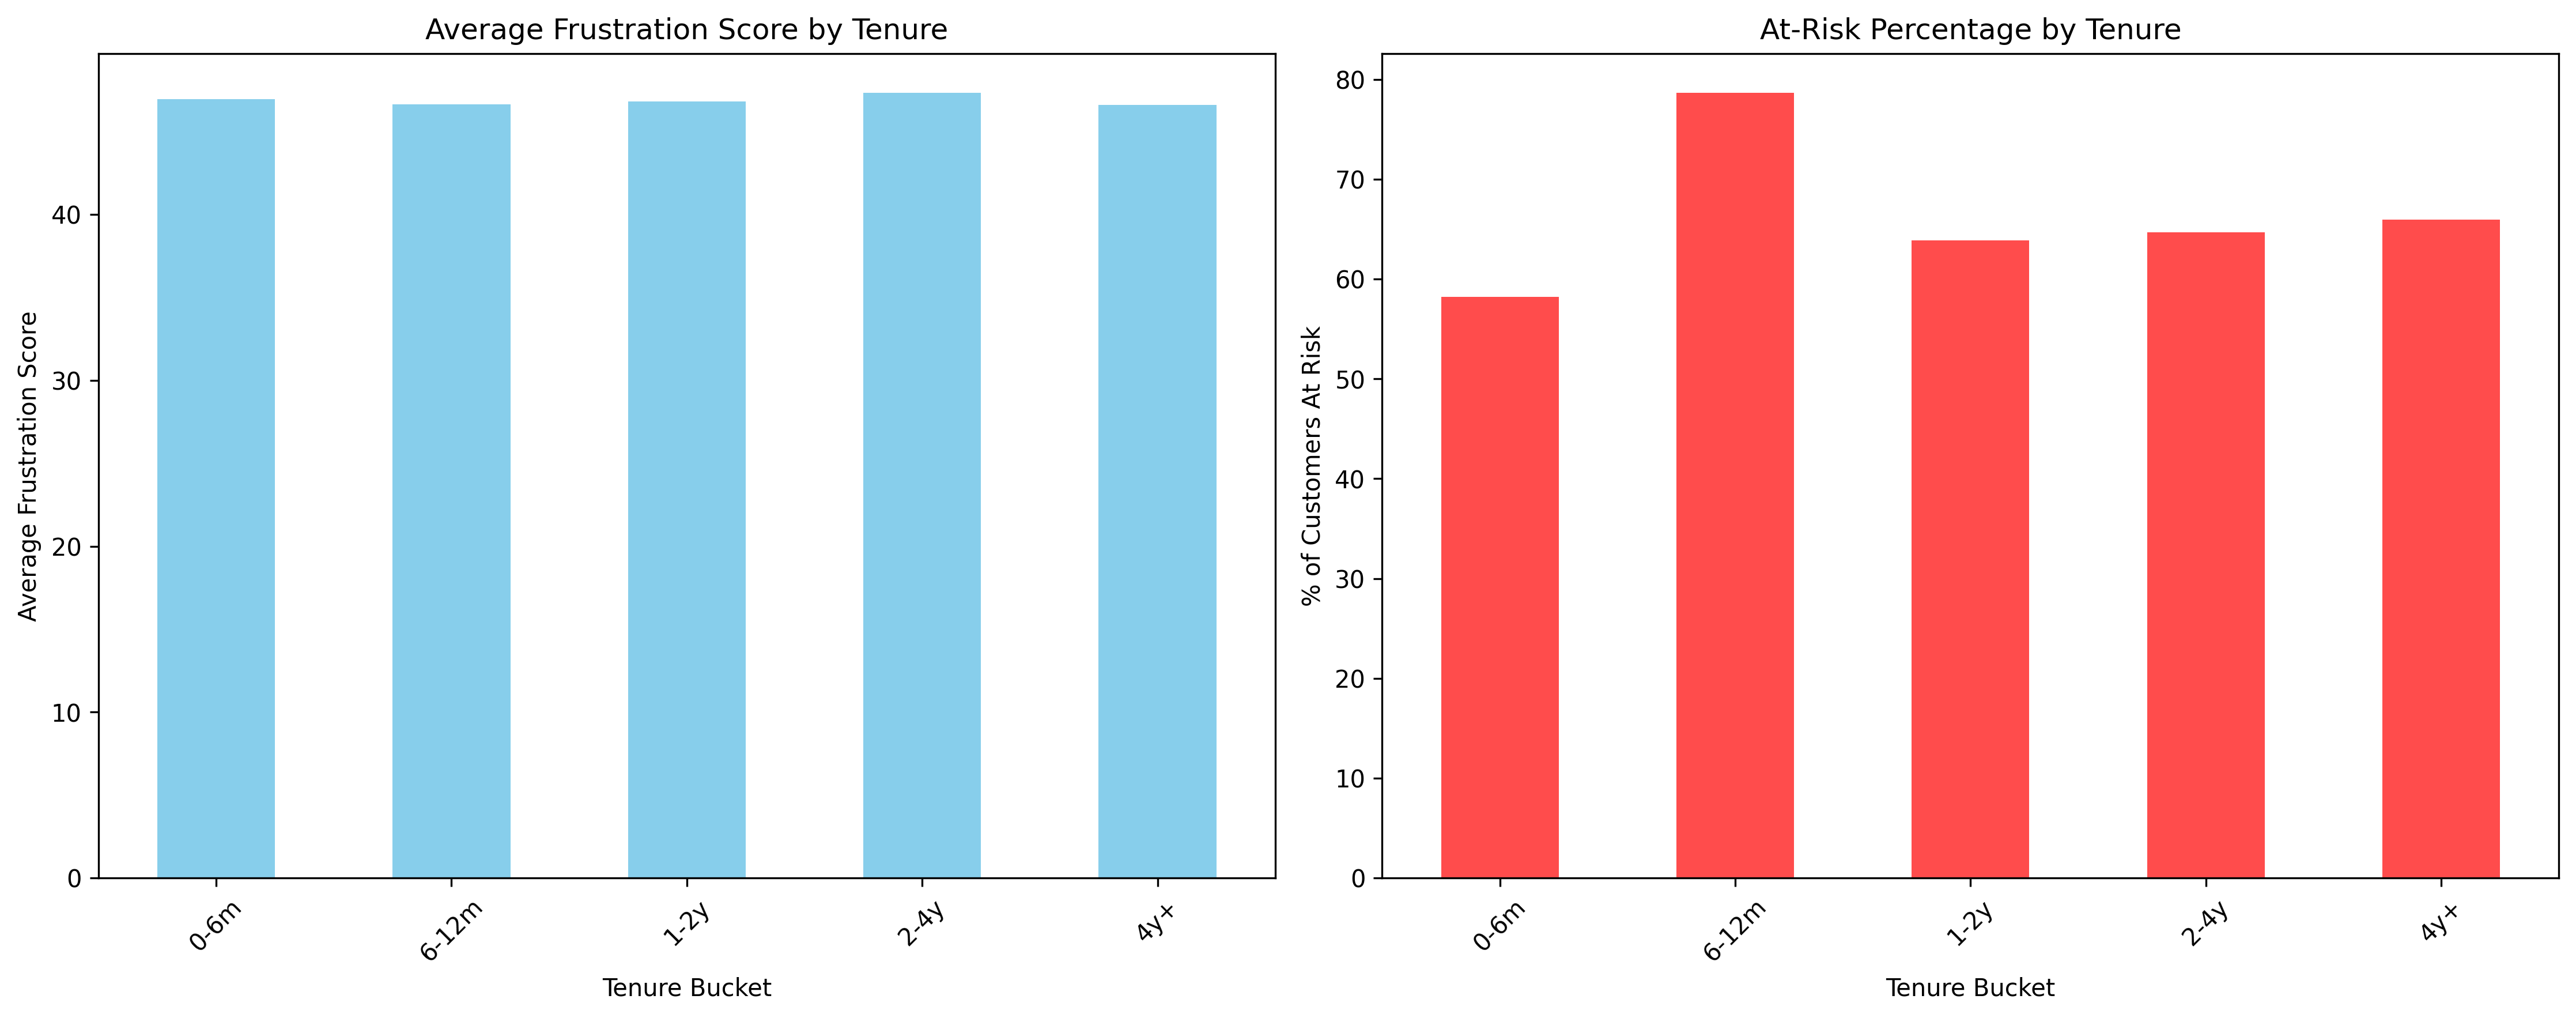 Average Frustration Score by Tenure
Average Frustration Score
40
30
20
10
0
0-6m
6-12m
1-2y
2-4y
4y+
Tenure Bucket
At-Risk Percentage by Tenure
% of Customers At Risk
80
70
60
50
40
30
20
10
0
0-6m
6-12m
1-2y
2-4y
4y+
Tenure Bucket